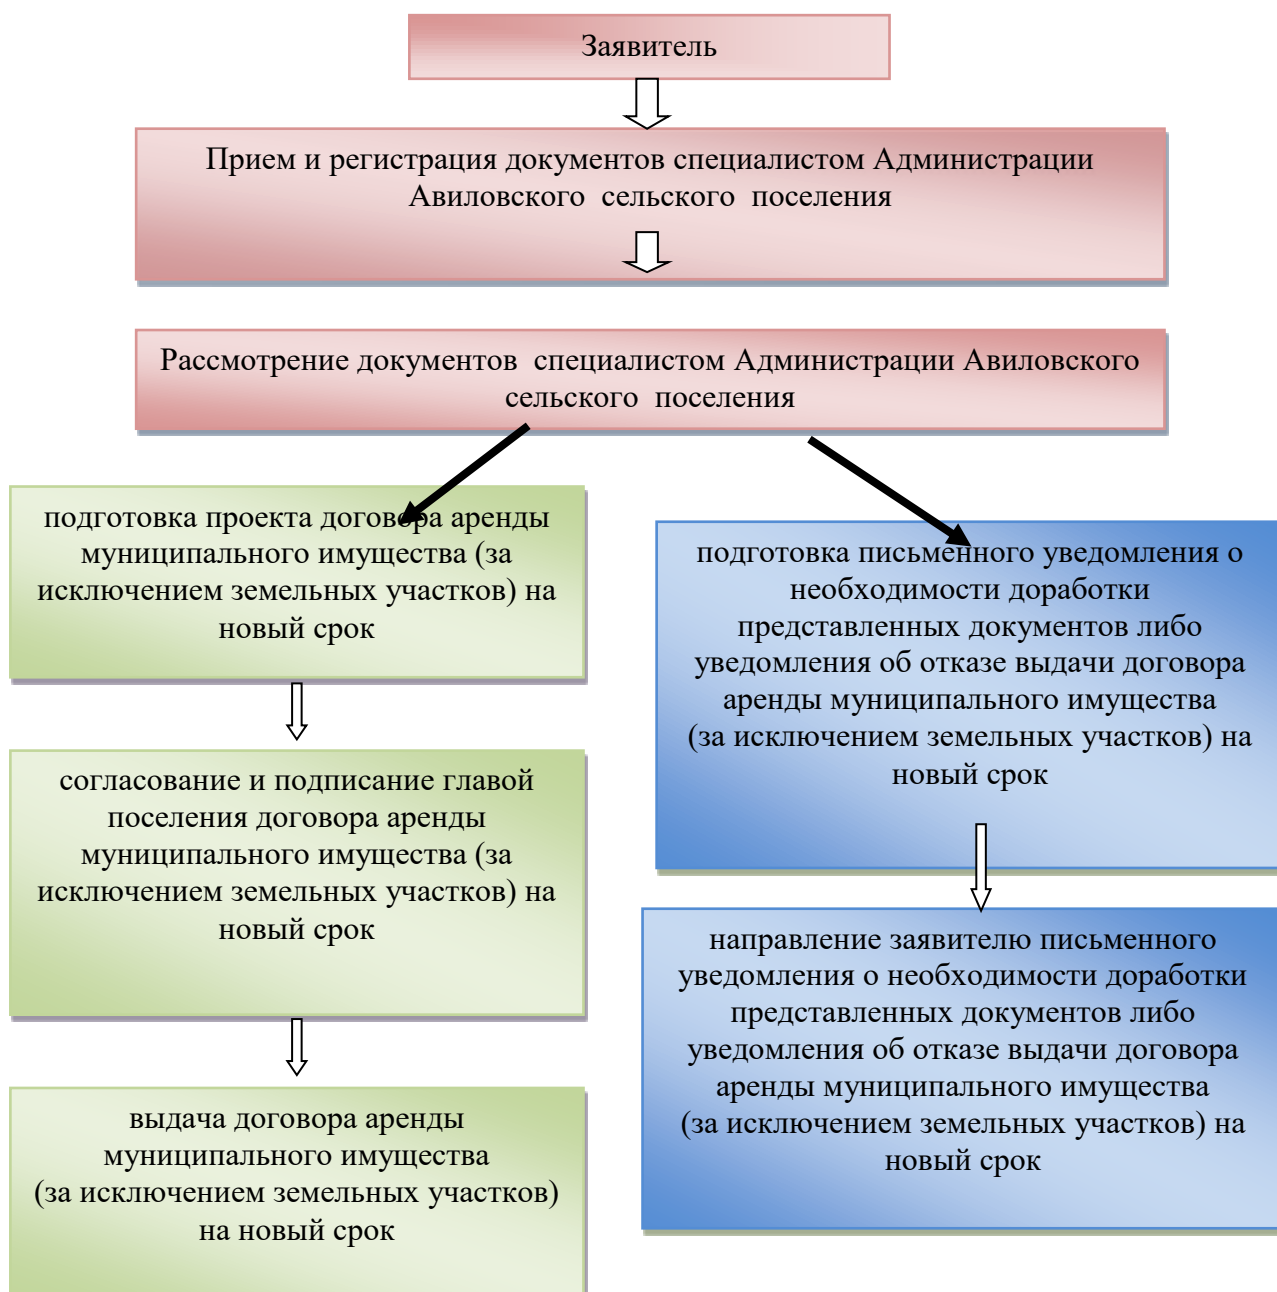 Заявитель
Прием и регистрация документов специалистом Администрации
Авиловского сельского поселения
Рассмотрение документов специалистом Администрации Авиловского
сельского поселения
подготовка проекта договора аренды
муниципального имущества (за
исключением земельных участков) на
новый срок
согласование и подписание главой
поселения договора аренды
муниципального имущества (за
исключением земельных участков) на
новый срок
выдача договора аренды
муниципального имущества
(за исключением земельных участков)
на новый срок
подготовка письменного уведомления о
необходимости доработки
представленных документов либо
уведомления об отказе выдачи договора
аренды муниципального имущества
(за исключением земельных участков) на
новый срок
направление заявителю письменного
уведомления о необходимости доработки
представленных документов либо
уведомления об отказе выдачи договора
аренды муниципального имущества
(за исключением земельных участков) на
новый срок